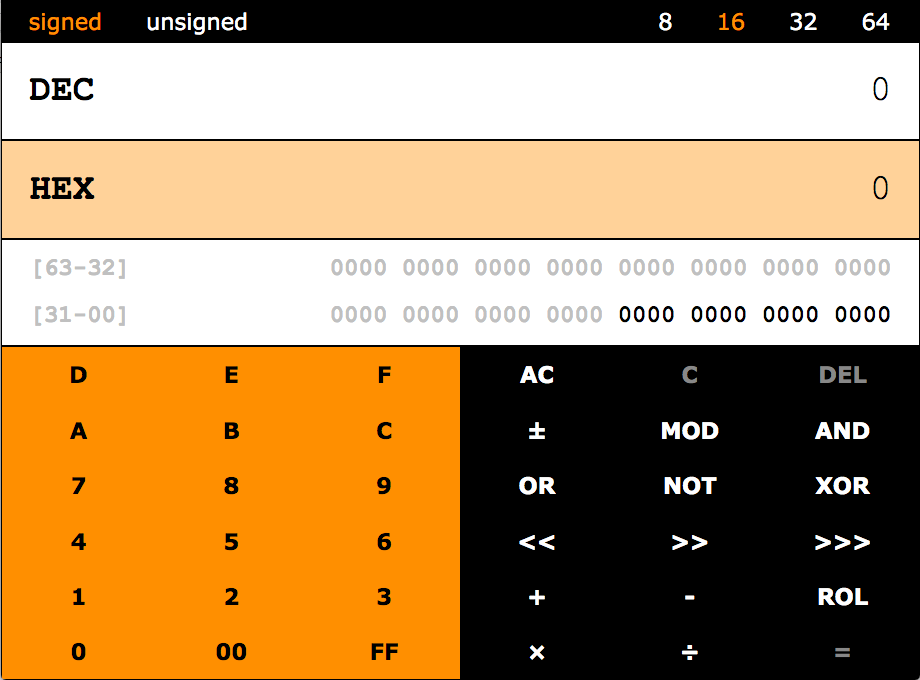 signed unsigned 8 16 32 64
DEC 0
HEX 0
[63-32] 0000 0000 0000 0000 0000 0000 0000 0000
[31-00] 0000 0000 0000 0000 0000 0000 0000 0000
D E F AC C DEL
A B C ± MOD AND
7 8 9 OR NOT XOR
4 5 6 << >> >>>
1 2 3 + - ROL
0 00 FF × ÷ =